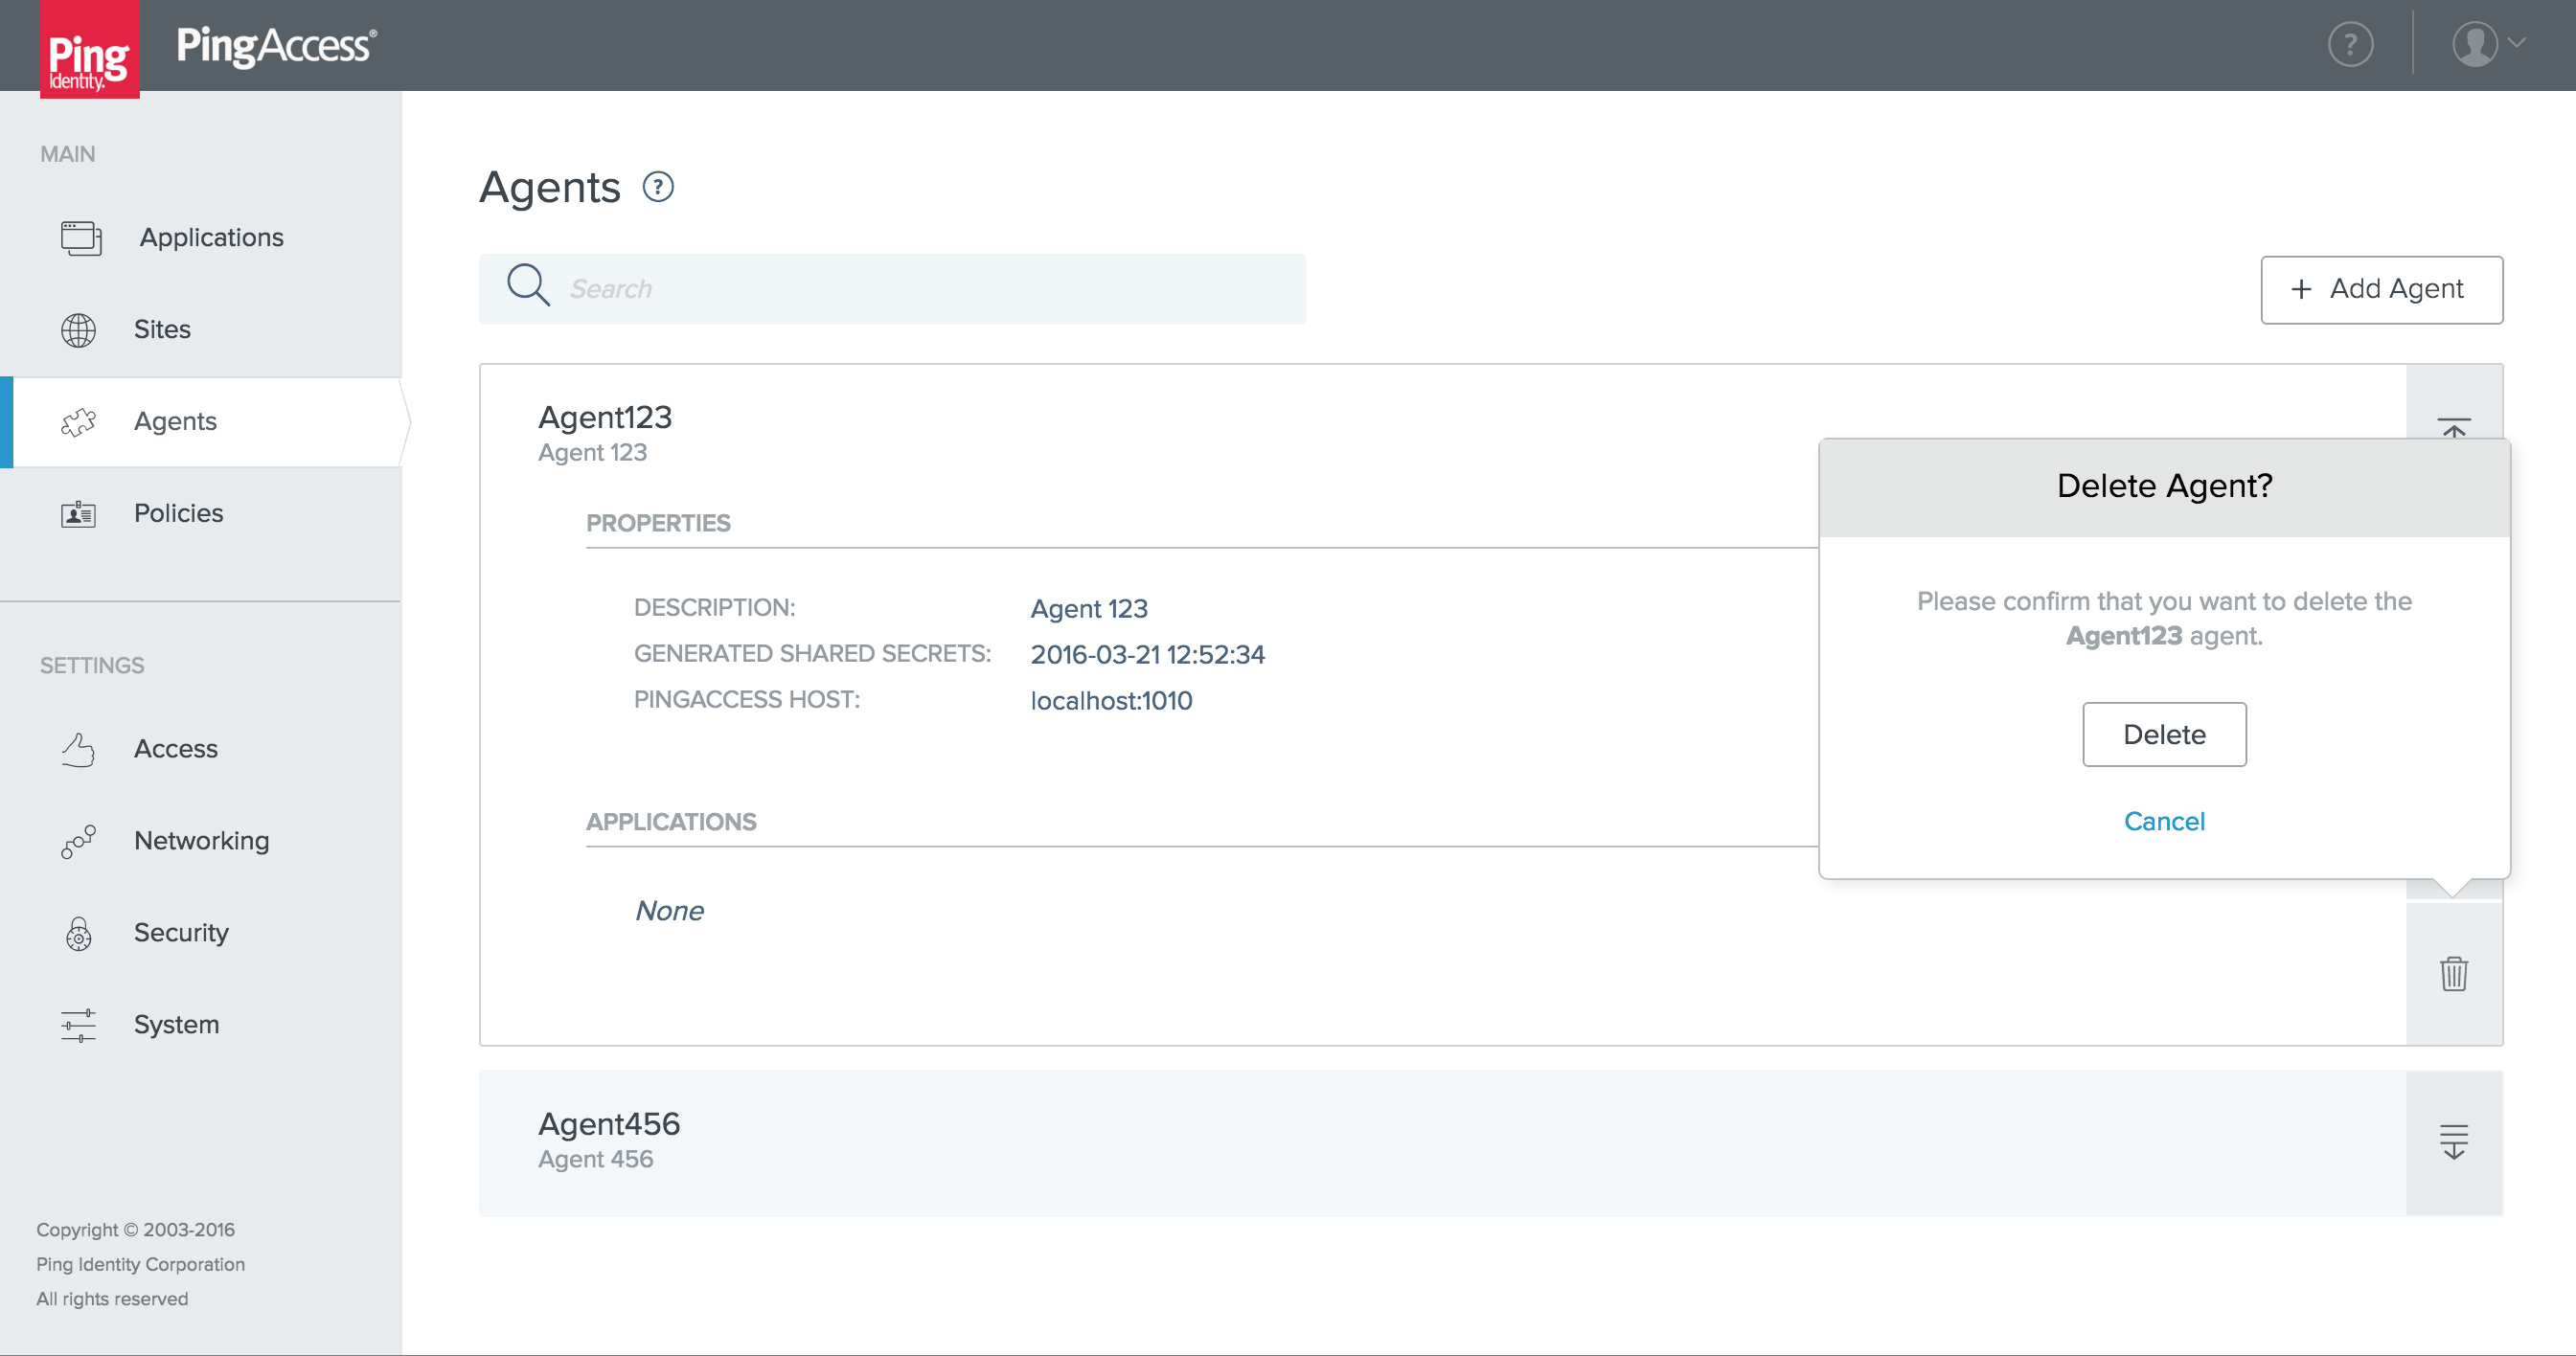 Ping
Identity.
PingAccess®
?
MAIN
Applications
Sites
Agents
Policies
SETTINGS
Access
Networking
Security
System
Copyright © 2003-2016
Ping Identity Corporation
All rights reserved
Agents ?
Search
+ Add Agent
Agent123
Agent 123
PROPERTIES
DESCRIPTION: Agent 123
GENERATED SHARED SECRETS: 2016-03-21 12:52:34
PINGACCESS HOST: localhost:1010
APPLICATIONS
None
Delete Agent?
Please confirm that you want to delete the
Agent123 agent.
Delete
Cancel
Agent456
Agent 456